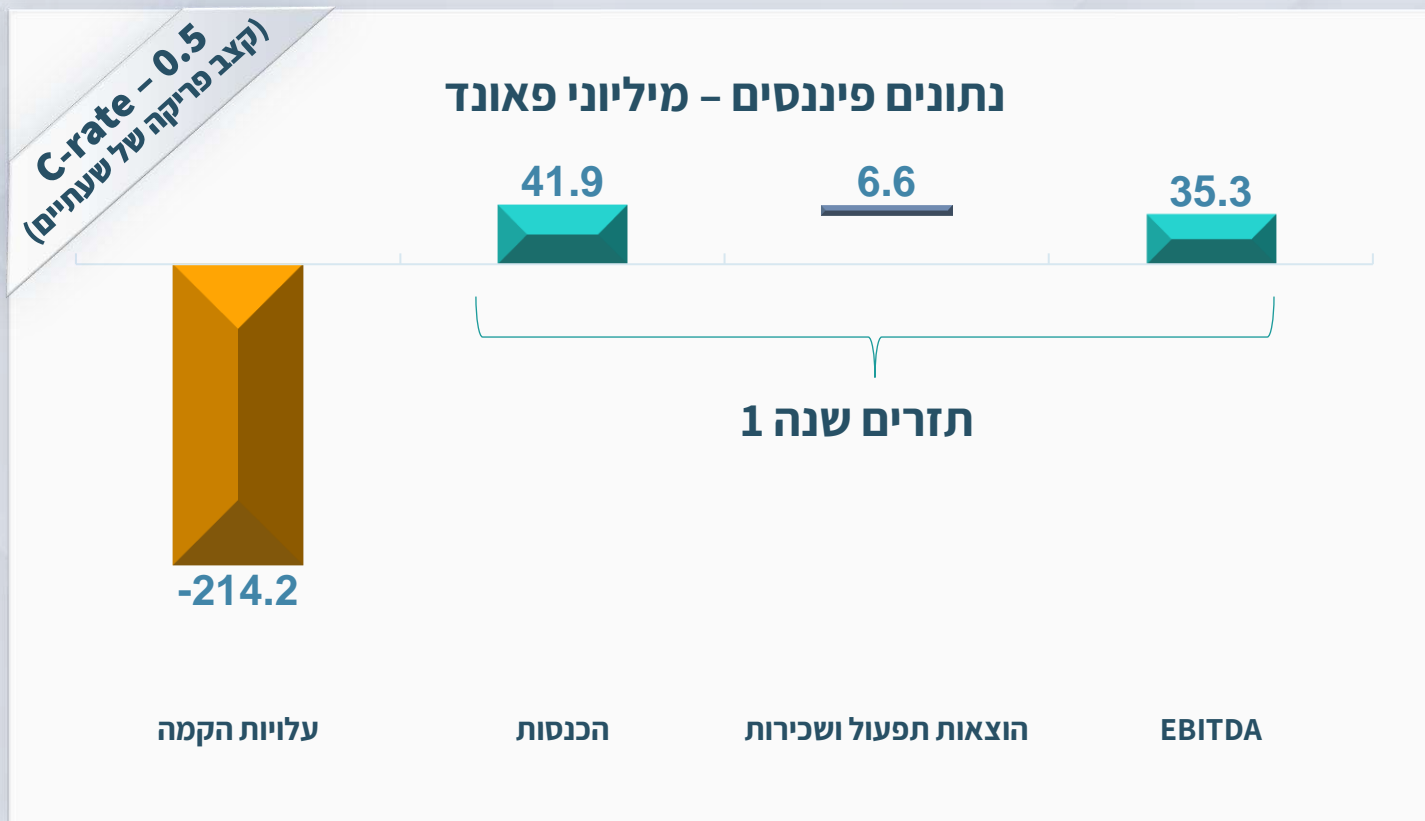 C-rate – 0.5
(קצב פריקה של שעתיים)
נתונים פיננסים – מיליוני פאונד
41.9
6.6
35.3
תזרים שנה 1
-214.2
עלויות הקמה
הכנסות
הוצאות תפעול ושכירות
EBITDA